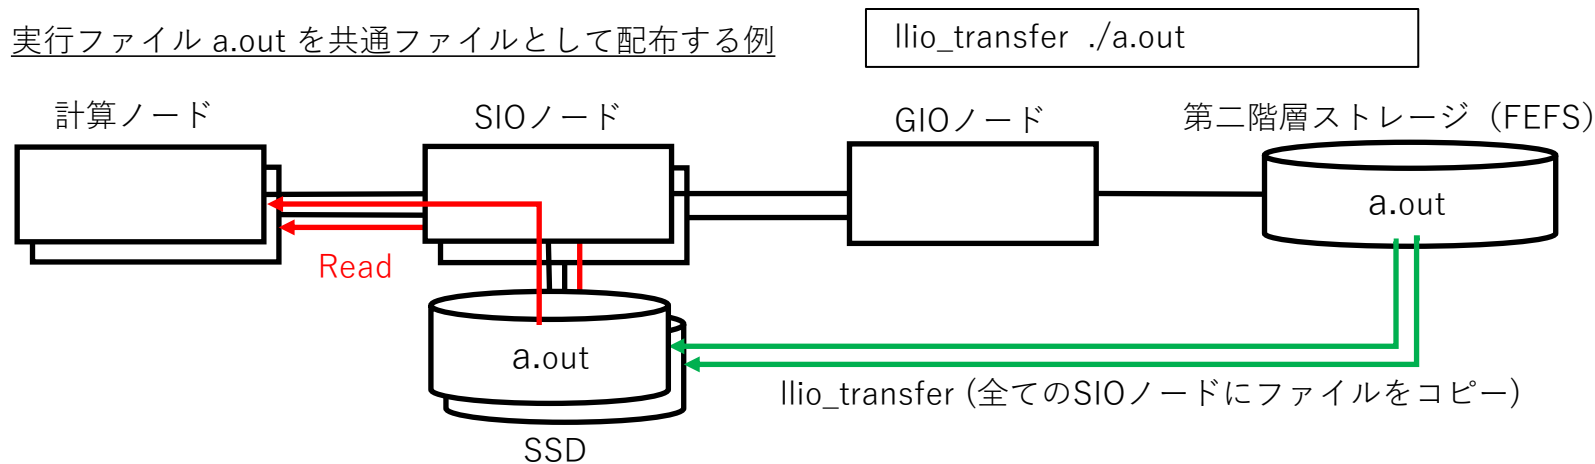 実行ファイル a.out を共通ファイルとして配布する例
llio_transfer ./a.out
計算ノード
SIOノード
GIOノード
第二階層ストレージ (FEFS)
a.out
Read
a.out
llio_transfer (全てのSIOノードにファイルをコピー)
SSD